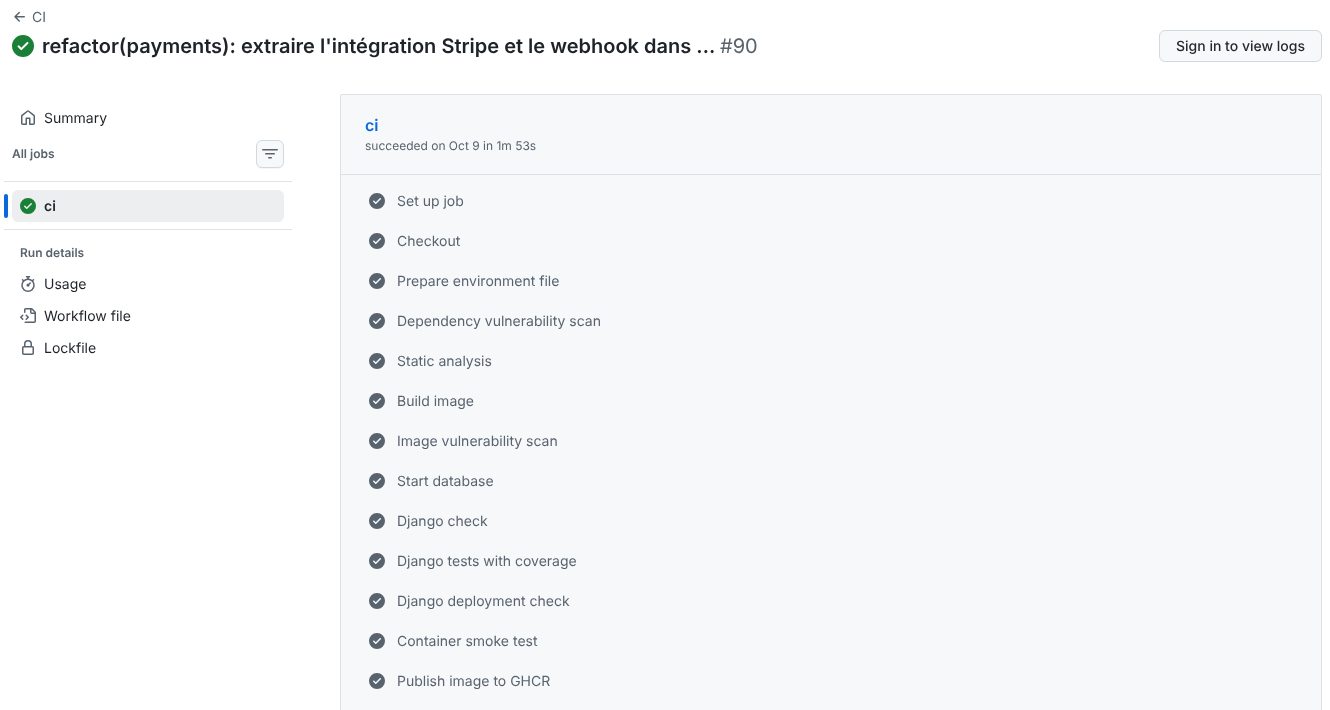 CI
refactor(payments): extraire l'intégration Stripe et le webhook dans ... #90
Sign in to view logs
Summary
All jobs
ci
Run details
Usage
Workflow file
Lockfile
ci
succeeded on Oct 9 in 1m 53s
Set up job
Checkout
Prepare environment file
Dependency vulnerability scan
Static analysis
Build image
Image vulnerability scan
Start database
Django check
Django tests with coverage
Django deployment check
Container smoke test
Publish image to GHCR